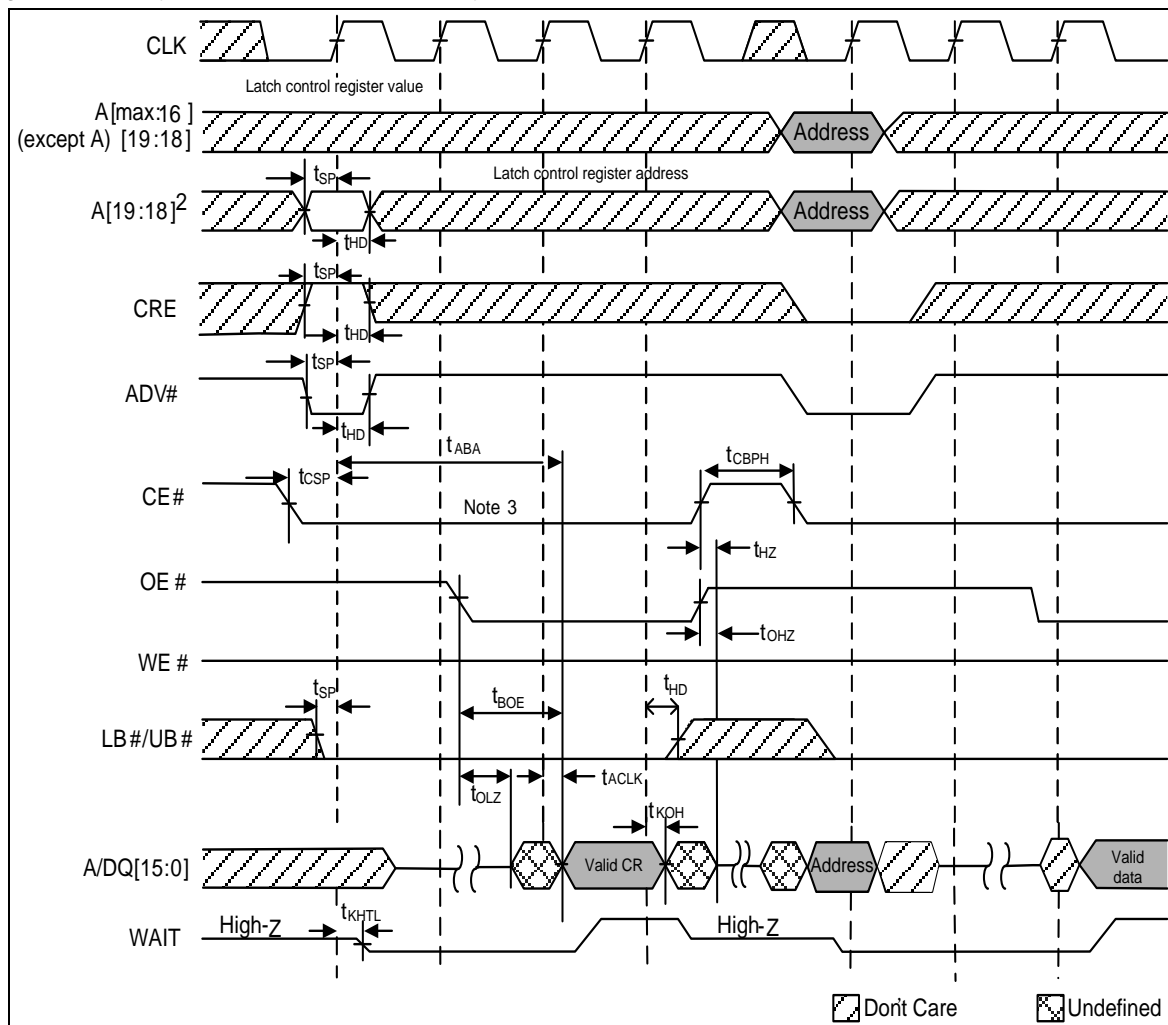 CLK
Latch control register value
A[max:16 ]
(except A) [19:18]
Address
tSP
Latch control register address
A[19:18]2
Address
tHD
tSP
CRE
tHD
tSP
ADV#
tHD
tABA
tCBPH
tCSP
CE#
Note 3
tHZ
OE #
tOHZ
WE #
tSP
tBOE
tHD
LB#/UB#
tACLK
tOLZ
tKOH
A/DQ[15:0]
Valid CR
Address
Valid
data
tKHTL
High-Z
High-Z
WAIT
Don't Care
Undefined